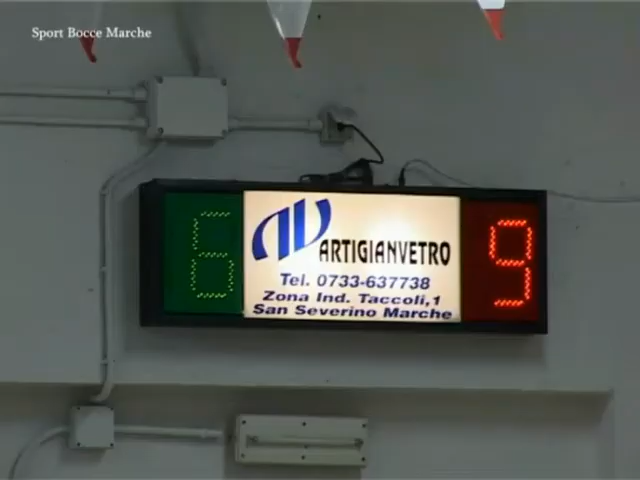 Sport Bocce Marche
6
ARTIGIANVETRO
Tel. 0733-637738
Zona Ind. Taccoli,1
San Severino Marche
9